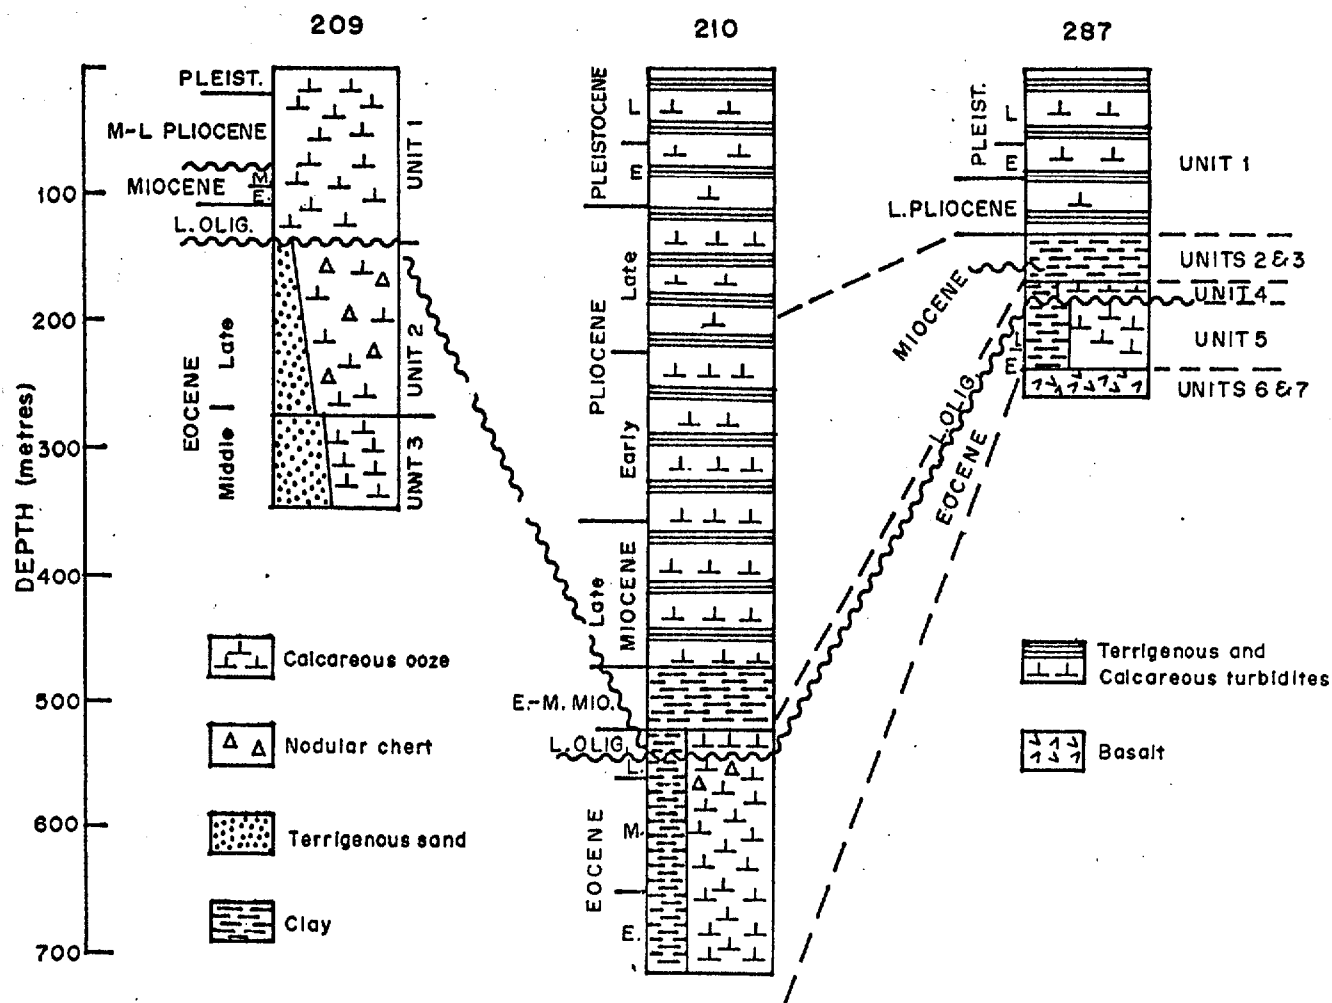 209
210
287
DEPTH (metres)
100
200
300
400
500
600
700
PLEIST.
M-L PLIOCENE
MIOCENE
M.
E.
L. OLIG.
EOCENE
Late
Middle
UNIT 1
UNIT 2
UNIT 3
PLEISTOCENE
L
E
PLIOCENE
Late
Early
Late
MIOCENE
E.-M. MIO.
L. OLIG.
L.
EOCENE
M.
E.
PLEIST.
L
E
L. PLIOCENE
MIOCENE
L. OLIG.
EOCENE
L
E
UNIT 1
UNITS 2 & 3
UNIT 4
UNIT 5
UNITS 6 & 7
Calcareous ooze
Nodular chert
Terrigenous sand
Clay
Terrigenous and
Calcareous turbidites
Basalt